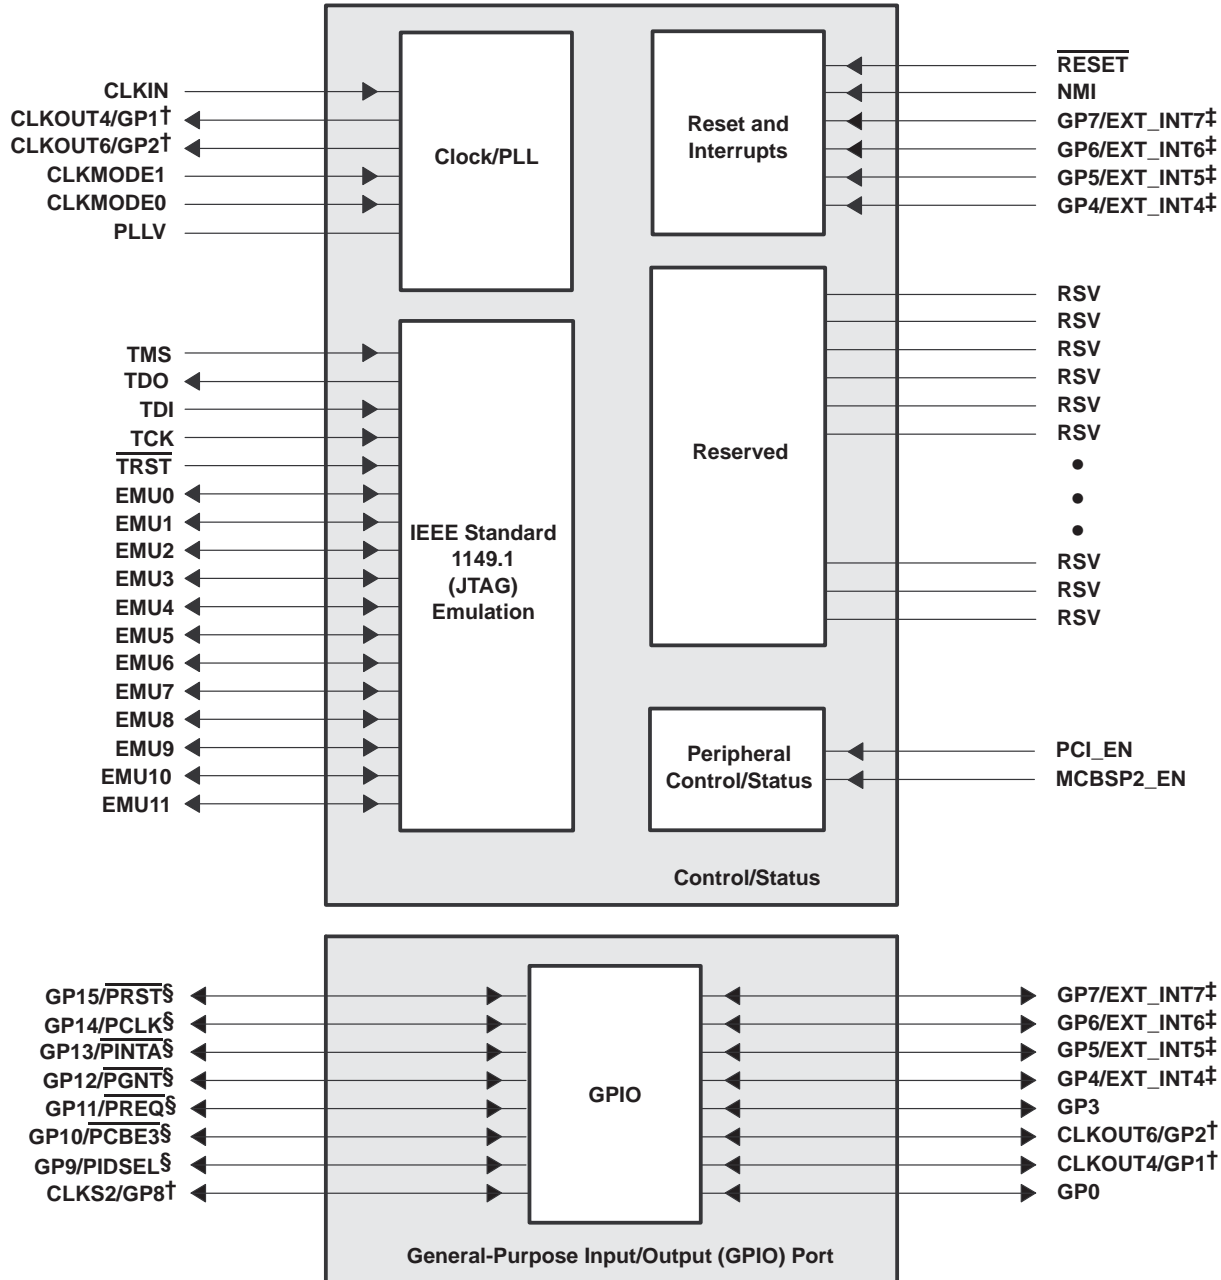 CLKIN
CLKOUT4/GP1†
CLKOUT6/GP2†
CLKMODE1
CLKMODE0
PLLV
Clock/PLL
Reset and
Interrupts
RESET
NMI
GP7/EXT_INT7‡
GP6/EXT_INT6‡
GP5/EXT_INT5‡
GP4/EXT_INT4‡
TMS
TDO
TDI
TCK
TRST
EMU0
EMU1
EMU2
EMU3
EMU4
EMU5
EMU6
EMU7
EMU8
EMU9
EMU10
EMU11
IEEE Standard
1149.1
(JTAG)
Emulation
Reserved
RSV
RSV
RSV
RSV
RSV
RSV
•
•
•
RSV
RSV
RSV
Peripheral
Control/Status
PCI_EN
MCBSP2_EN
Control/Status
GP15/PRST§
GP14/PCLK§
GP13/PINTA§
GP12/PGNT§
GP11/PREQ§
GP10/PCBE3§
GP9/PIDSEL§
CLKS2/GP8†
GPIO
GP7/EXT_INT7‡
GP6/EXT_INT6‡
GP5/EXT_INT5‡
GP4/EXT_INT4‡
GP3
CLKOUT6/GP2†
CLKOUT4/GP1†
GP0
General-Purpose Input/Output (GPIO) Port